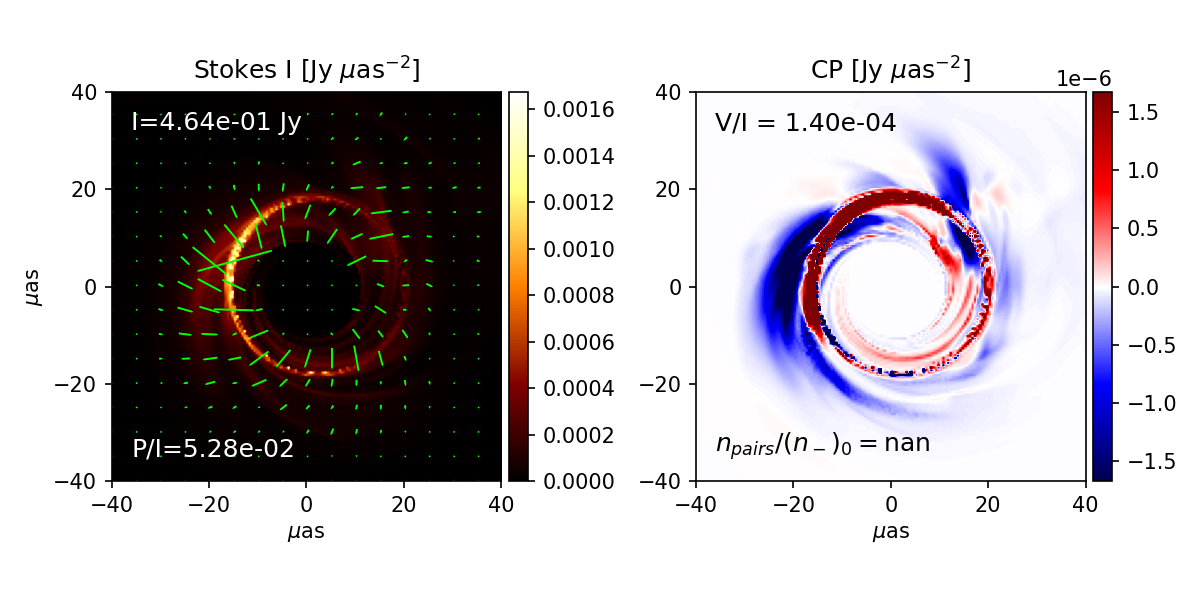 Stokes I [Jy μas⁻²]
I=4.64e-01 Jy
P/I=5.28e-02
40
20
0
−20
−40
μas
−40 −20 0 20 40
μas
0.0016
0.0014
0.0012
0.0010
0.0008
0.0006
0.0004
0.0002
0.0000
CP [Jy μas⁻²]
1e−6
V/I = 1.40e-04
n_pairs/(n_−)_0 = nan
40
20
0
−20
−40
−40 −20 0 20 40
μas
1.5
1.0
0.5
0.0
−0.5
−1.0
−1.5